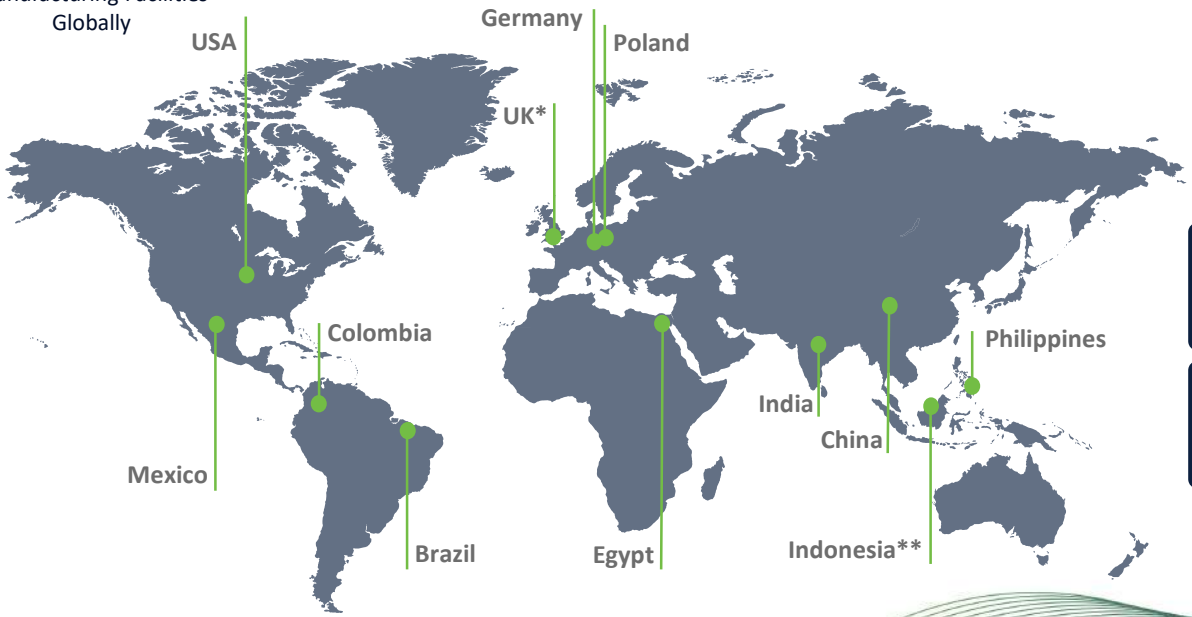 Globally
USA
Germany
Poland
UK*
Colombia
Philippines
India
China
Mexico
Brazil
Egypt
Indonesia**